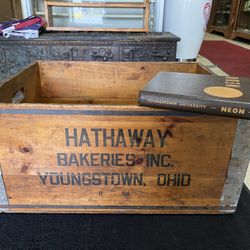 YOUNGSTOWN UNIVERSITY ... NEON
HATHAWAY
BAKERIES INC.
YOUNGSTOWN, OHIO